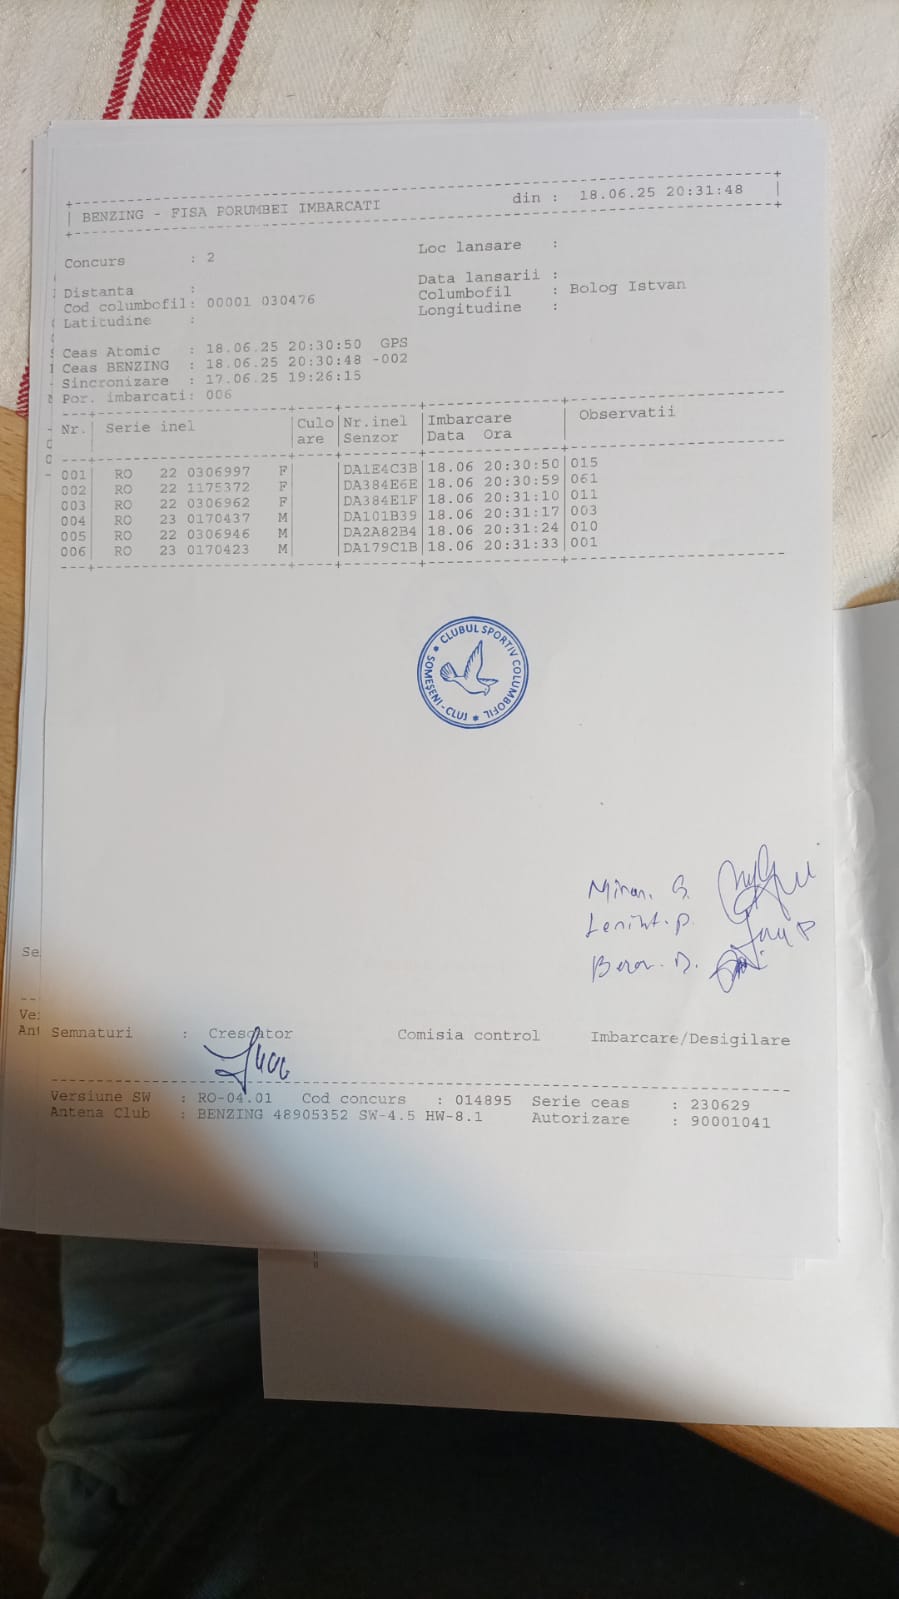 BENZING - FISA PORUMBEI IMBARCATI din : 18.06.25 20:31:48
Concurs : 2 Loc lansare :
Distanta : Data lansarii :
Cod columbofil: 00001 030476 Columbofil : Bolog Istvan
Latitudine : Longitudine :
Ceas Atomic : 18.06.25 20:30:50 GPS
Ceas BENZING : 18.06.25 20:30:48 -002
Sincronizare : 17.06.25 19:26:15
Por. imbarcati: 006
Nr. Serie inel Culo Nr.inel Imbarcare Observatii
are Senzor Data Ora
001 RO 22 0306997 F DA1E4C3B 18.06 20:30:50 015
002 RO 22 1175372 F DA384E6E 18.06 20:30:59 061
003 RO 22 0306962 F DA384E1F 18.06 20:31:10 011
004 RO 23 0170437 M DA101B39 18.06 20:31:17 003
005 RO 22 0306946 M DA2A82B4 18.06 20:31:24 010
006 RO 23 0170423 M DA179C1B 18.06 20:31:33 001
CLUBUL SPORTIV COLUMBOFIL
SOMEȘENI - CLUJ
Semnaturi : Crescator Comisia control Imbarcare/Desigilare
Versiune SW : RO-04.01 Cod concurs : 014895 Serie ceas : 230629
Antena Club : BENZING 48905352 SW-4.5 HW-8.1 Autorizare : 90001041